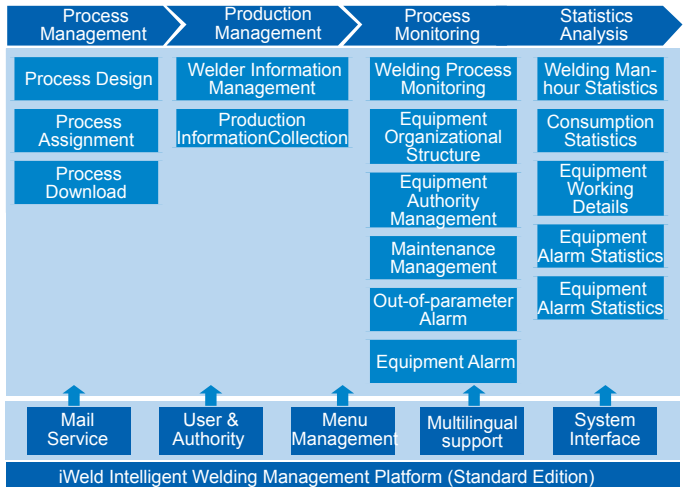 Process
Management
Production
Management
Process
Monitoring
Statistics
Analysis
Process Design
Process
Assignment
Process
Download
Welder Information
Management
Production
InformationCollection
Welding Process
Monitoring
Equipment
Organizational
Structure
Equipment
Authority
Management
Maintenance
Management
Out-of-parameter
Alarm
Equipment Alarm
Welding Man-
hour Statistics
Consumption
Statistics
Equipment
Working
Details
Equipment
Alarm Statistics
Equipment
Alarm Statistics
Mail
Service
User &
Authority
Menu
Management
Multilingual
support
System
Interface
iWeld Intelligent Welding Management Platform (Standard Edition)